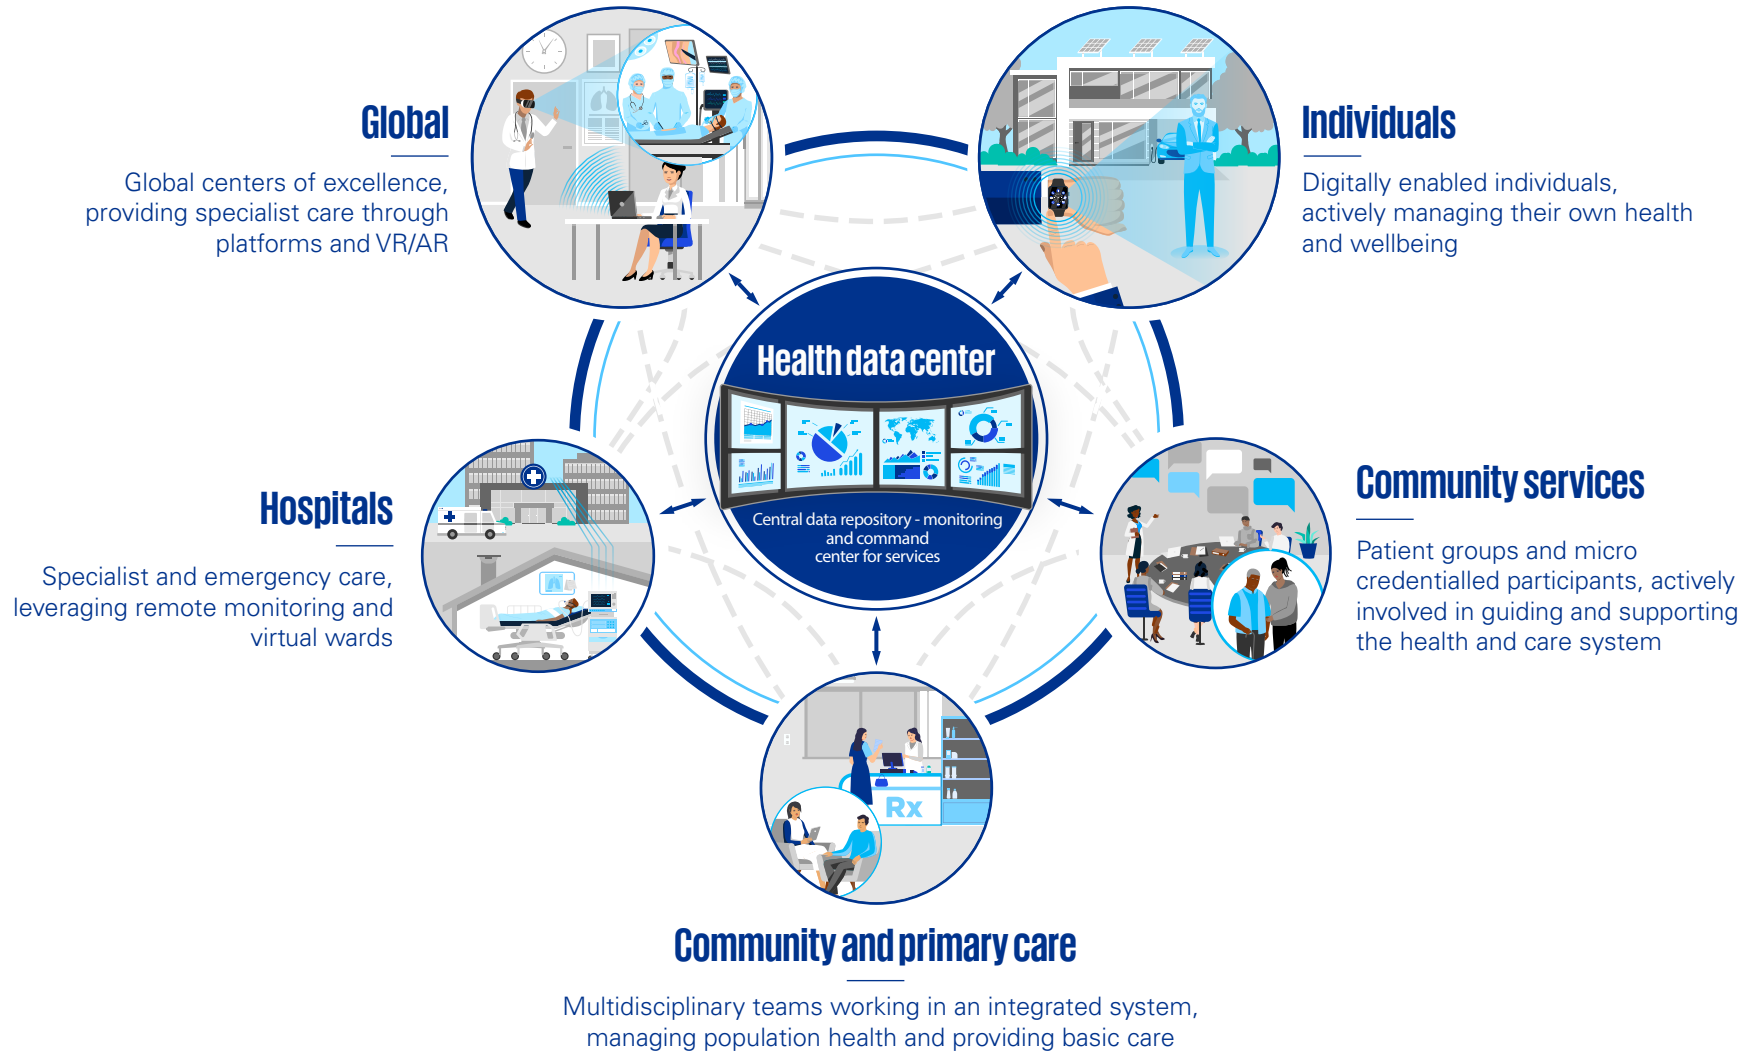 Global
Global centers of excellence,
providing specialist care through
platforms and VR/AR
Individuals
Digitally enabled individuals,
actively managing their own health
and wellbeing
Health data center
Central data repository - monitoring
and command
center for services
Hospitals
Specialist and emergency care,
leveraging remote monitoring and
virtual wards
Community services
Patient groups and micro
credentialled participants, actively
involved in guiding and supporting
the health and care system
Rx
Community and primary care
Multidisciplinary teams working in an integrated system,
managing population health and providing basic care